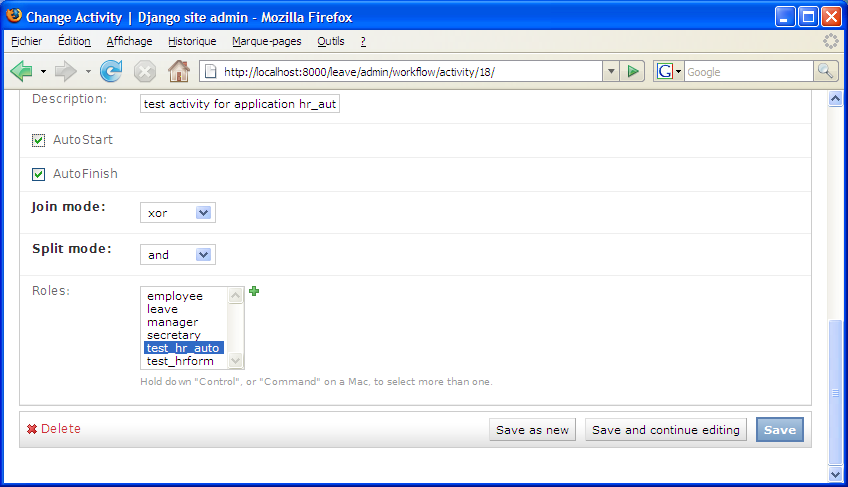 Change Activity | Django site admin - Mozilla Firefox
Fichier Édition Affichage Historique Marque-pages Outils ?
http://localhost:8000/leave/admin/workflow/activity/18/ G Google
Description: test activity for application hr_aut
AutoStart
AutoFinish
Join mode: xor
Split mode: and
Roles: employee
leave
manager
secretary
test_hr_auto
test_hrform
Hold down "Control", or "Command" on a Mac, to select more than one.
Delete Save as new Save and continue editing Save